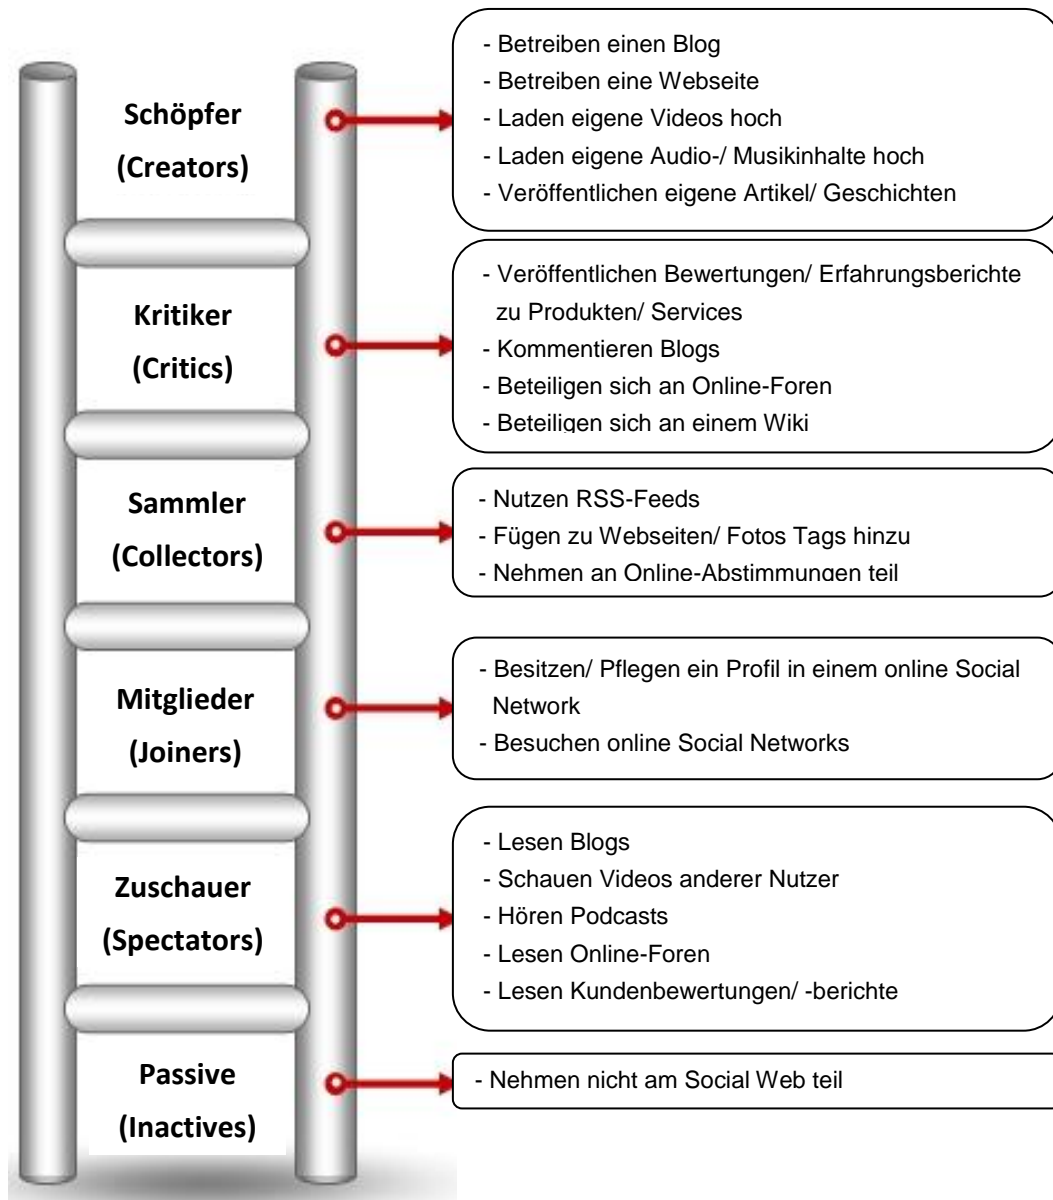 Schöpfer
(Creators)
- Betreiben einen Blog
- Betreiben eine Webseite
- Laden eigene Videos hoch
- Laden eigene Audio-/ Musikinhalte hoch
- Veröffentlichen eigene Artikel/ Geschichten
Kritiker
(Critics)
- Veröffentlichen Bewertungen/ Erfahrungsberichte
zu Produkten/ Services
- Kommentieren Blogs
- Beteiligen sich an Online-Foren
- Beteiligen sich an einem Wiki
Sammler
(Collectors)
- Nutzen RSS-Feeds
- Fügen zu Webseiten/ Fotos Tags hinzu
- Nehmen an Online-Abstimmungen teil
Mitglieder
(Joiners)
- Besitzen/ Pflegen ein Profil in einem online Social
Network
- Besuchen online Social Networks
Zuschauer
(Spectators)
- Lesen Blogs
- Schauen Videos anderer Nutzer
- Hören Podcasts
- Lesen Online-Foren
- Lesen Kundenbewertungen/ -berichte
Passive
(Inactives)
- Nehmen nicht am Social Web teil